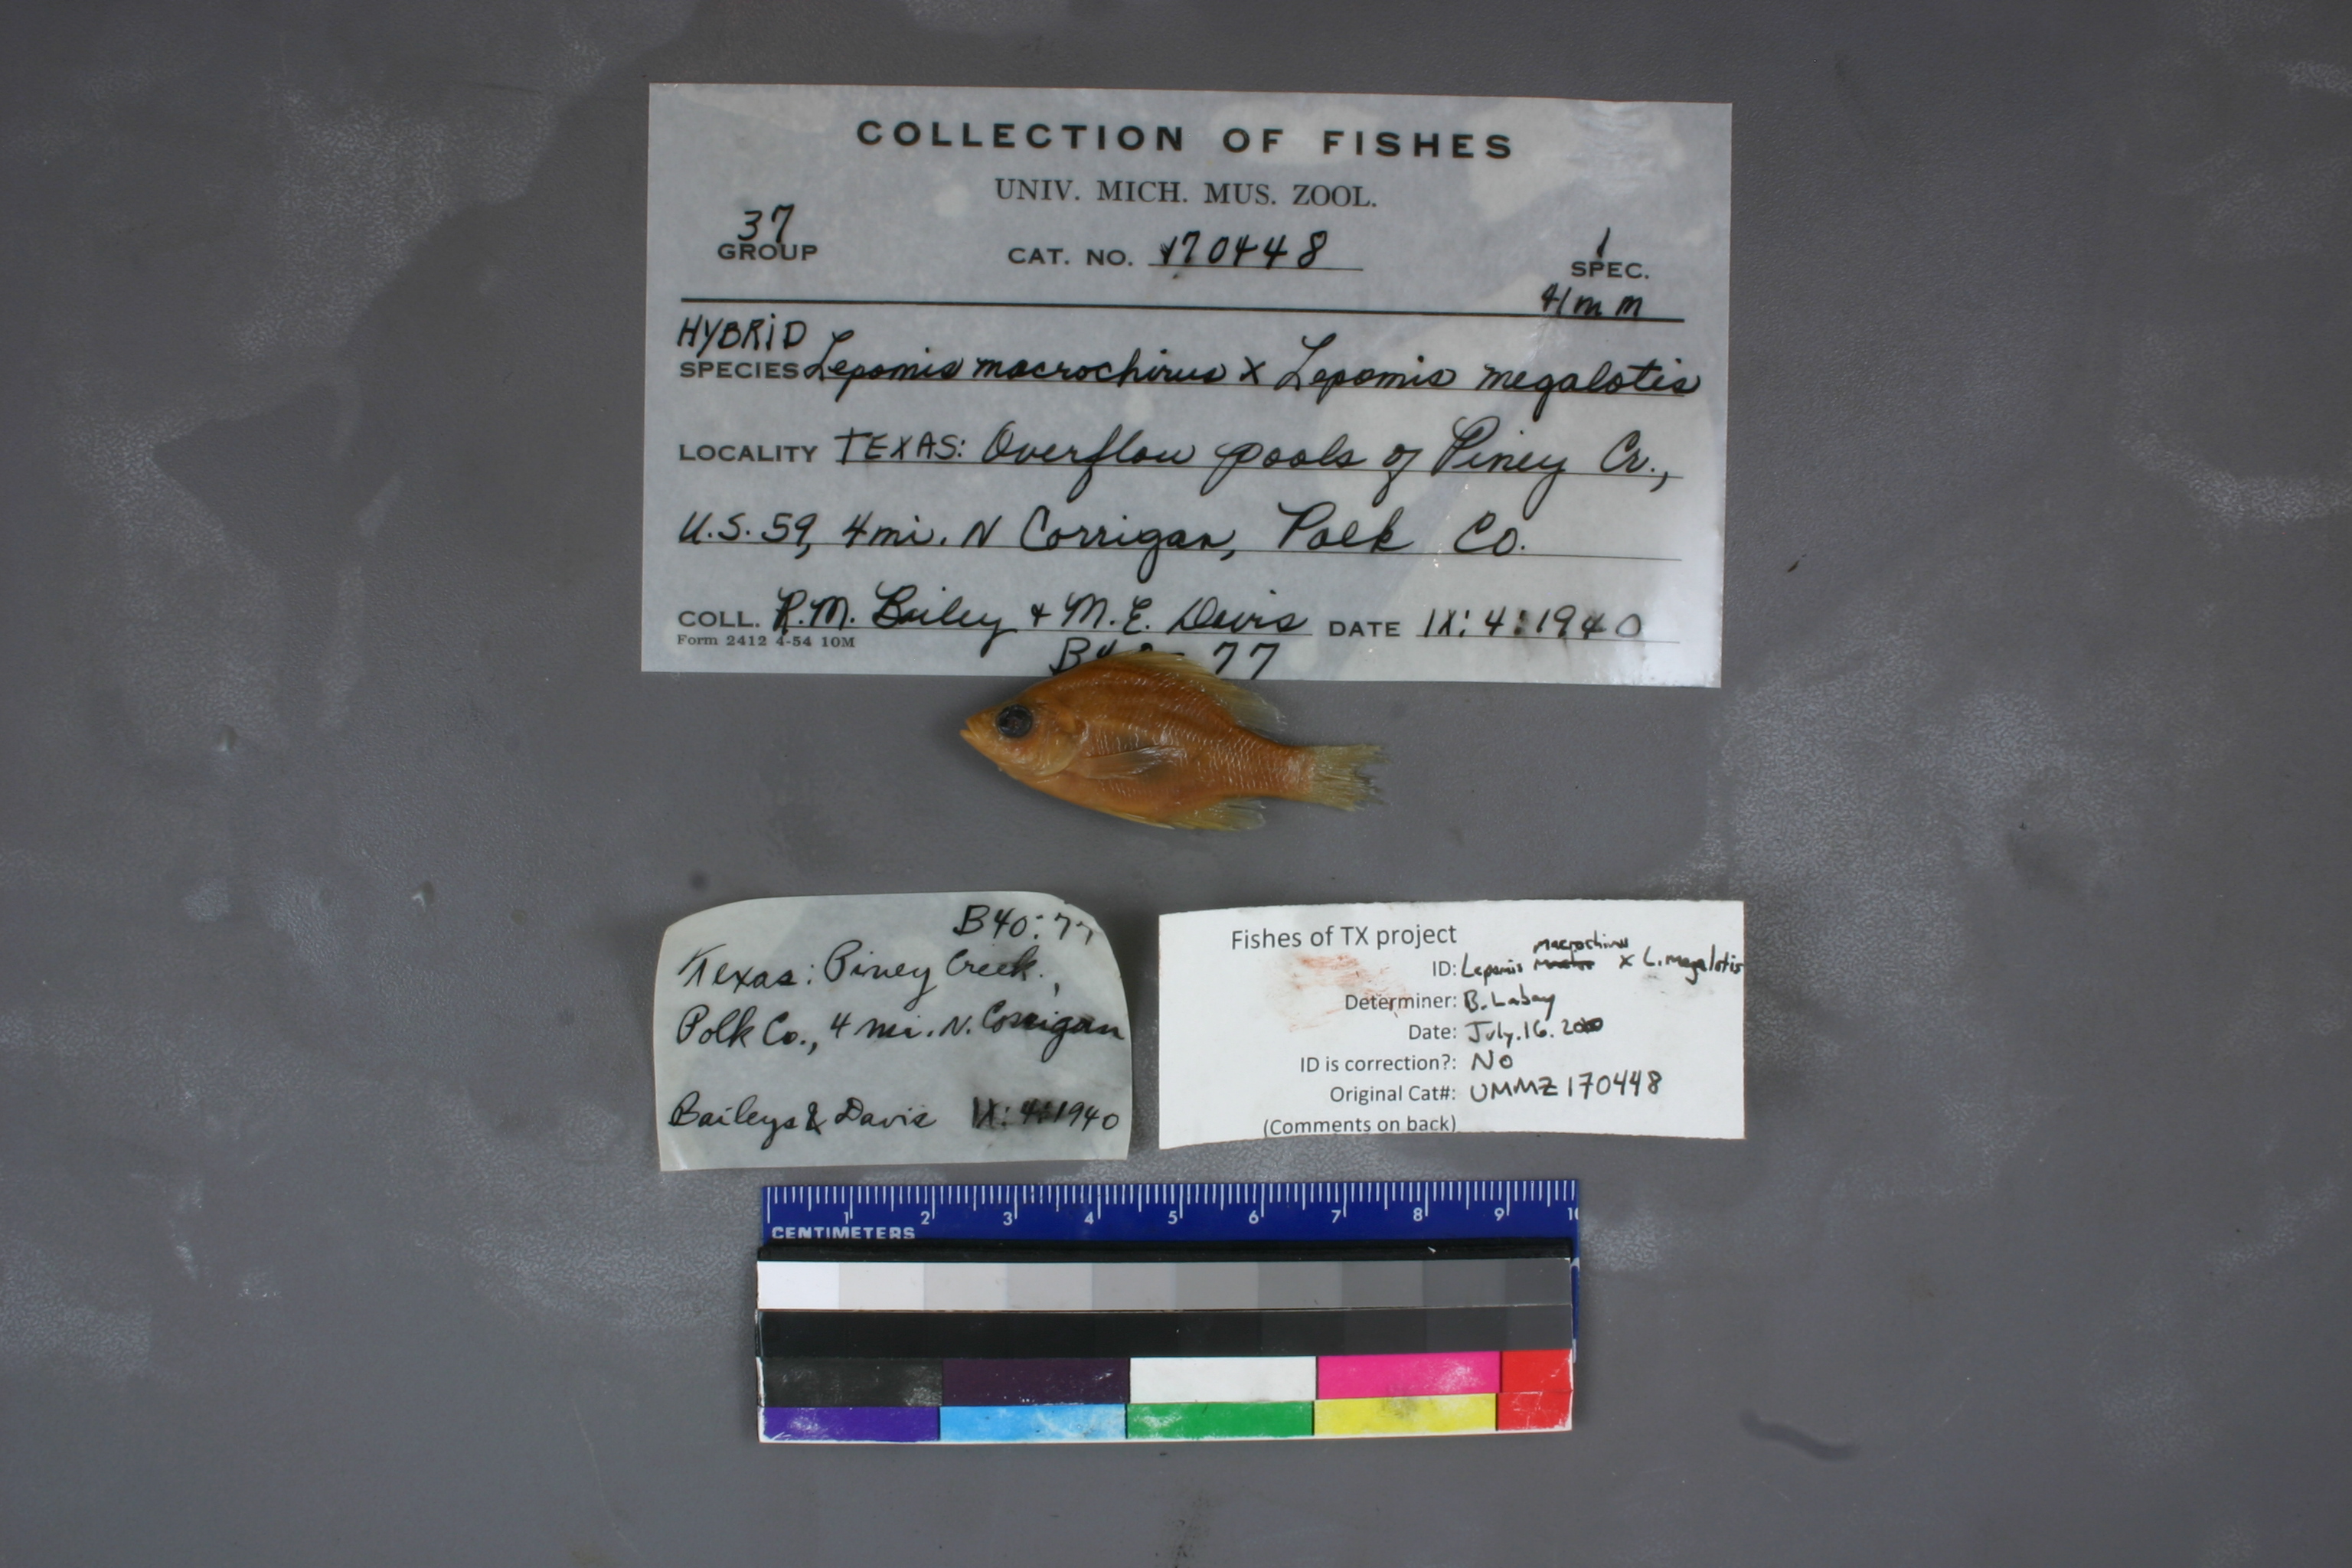 COLLECTION OF FISHES
UNIV. MICH. MUS. ZOOL.
37 GROUP CAT. NO. 170448 1 SPEC.
41mm
HYBRID
SPECIES Lepomis macrochirus x Lepomis megalotis
LOCALITY TEXAS: Overflow pools of Piney Cr.,
U.S. 59, 4 mi. N Corrigan, Polk Co.
COLL. R.M. Bailey + M.E. Davis DATE IX:4:1940
Form 2412 4-54 10M
77
B40:77
Texas: Piney Creek,
Polk Co., 4 mi. N. Corrigan
Baileys & Davis IX:4:1940
Fishes of TX project
macrochirus
ID: Lepomis x L. megalotis
Determiner: B. Labay
Date: July.16.
ID is correction?: No
Original Cat#: UMMZ 170448
(Comments on back)
1 2 3 4 5 6 7 8 9 10
CENTIMETERS